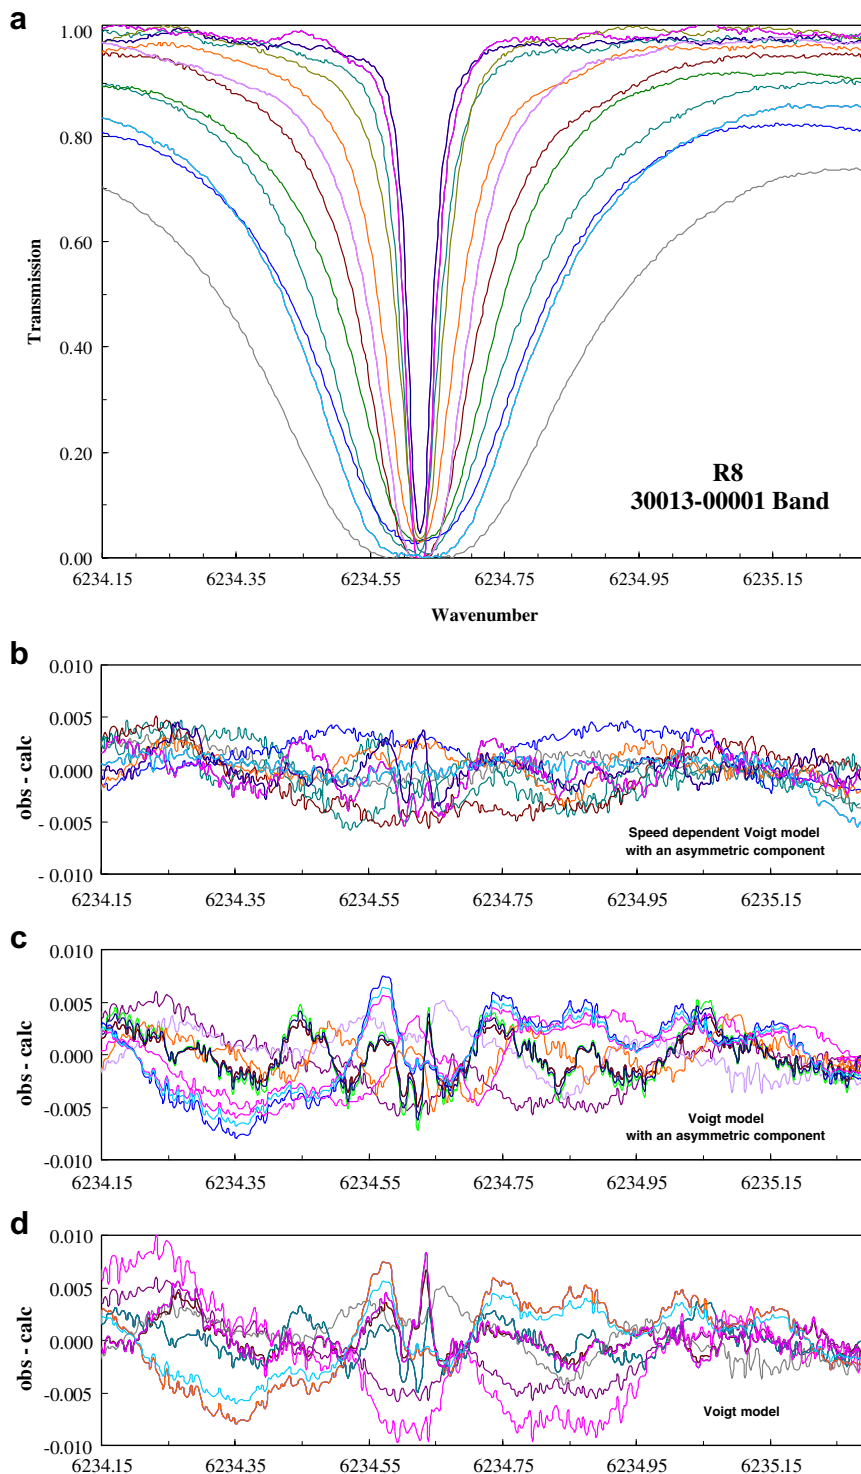 a
1.00
0.80
0.60
0.40
0.20
0.00
Transmission
R8
30013-00001 Band
6234.15 6234.35 6234.55 6234.75 6234.95 6235.15
Wavenumber
b
0.010
0.005
0.000
- 0.005
- 0.010
obs - calc
Speed dependent Voigt model
with an asymmetric component
6234.15 6234.35 6234.55 6234.75 6234.95 6235.15
c
0.010
0.005
0.000
-0.005
-0.010
obs - calc
Voigt model
with an asymmetric component
6234.15 6234.35 6234.55 6234.75 6234.95 6235.15
d
0.010
0.005
0.000
-0.005
-0.010
obs - calc
Voigt model
6234.15 6234.35 6234.55 6234.75 6234.95 6235.15